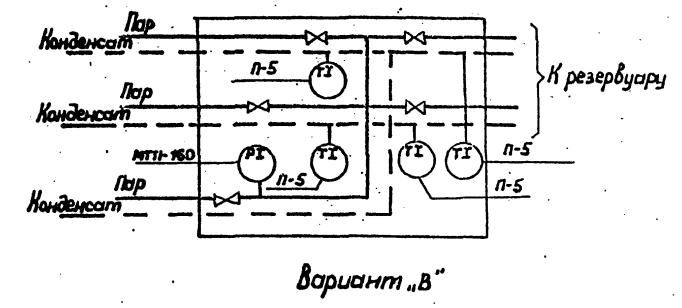 Пар
Конденсат
П-5
TI
К резервуару
Пар
Конденсат
МТП-160
PI
TI
TI
TI
П-5
П-5
П-5
Пар
Конденсат
Вариант „В"